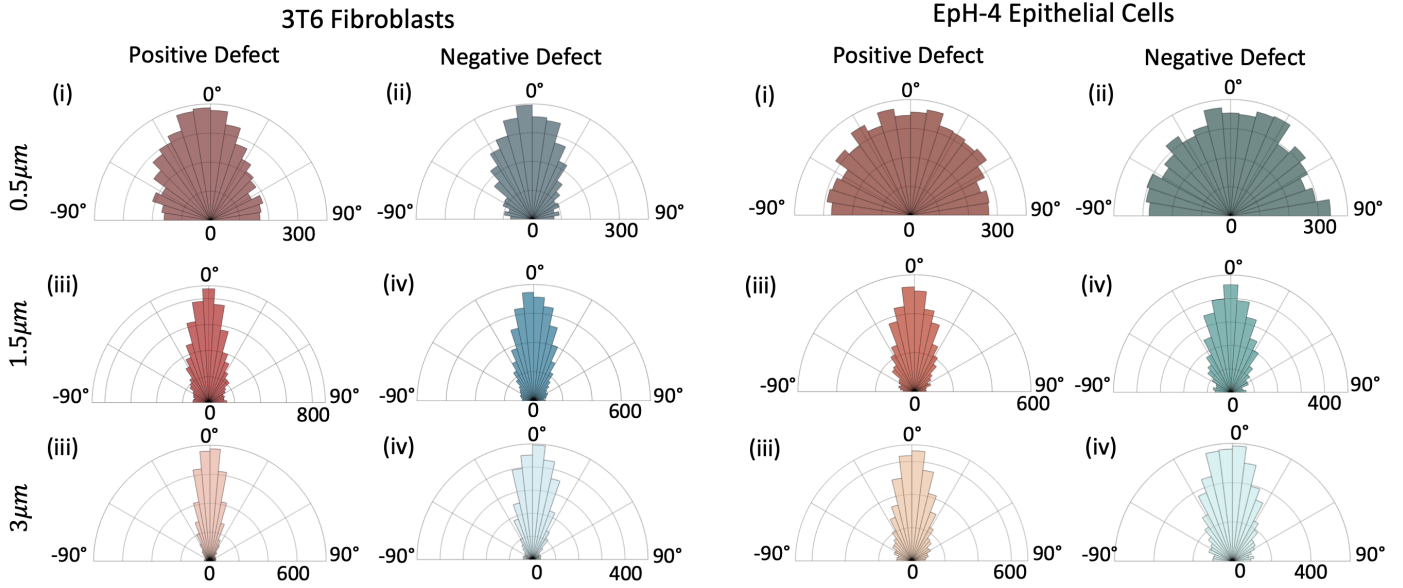 3T6 Fibroblasts
EpH-4 Epithelial Cells
Positive Defect
Negative Defect
Positive Defect
Negative Defect
0.5μm
(i)
0°
-90°
90°
0
300
(ii)
0°
-90°
90°
0
300
(i)
0°
-90°
90°
0
300
(ii)
0°
-90°
90°
0
300
1.5μm
(iii)
0°
-90°
90°
0
800
(iv)
0°
-90°
90°
0
600
(iii)
0°
-90°
90°
0
600
(iv)
0°
-90°
90°
0
400
3μm
(iii)
0°
-90°
90°
0
600
(iv)
0°
-90°
90°
0
400
(iii)
0°
-90°
90°
0
600
(iv)
0°
-90°
90°
0
400